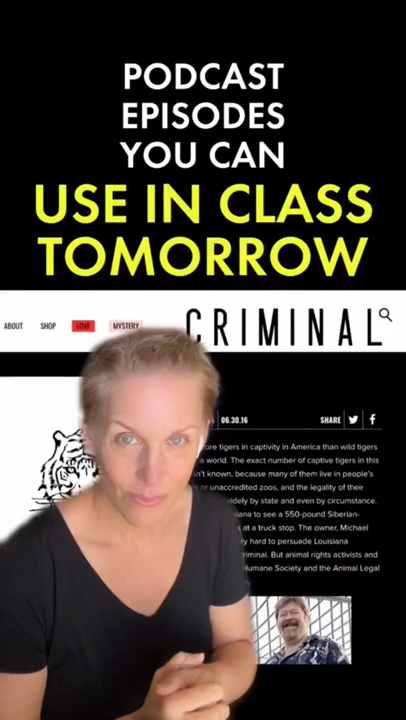 PODCAST
EPISODES
YOU CAN
USE IN CLASS
TOMORROW
CRIMINAL
ABOUT SHOP LOVE MYSTERY
06.30.16 SHARE
tigers in captivity in America than wild tigers
world. The exact number of captive tigers in this
known, because many of them live in people's
or unaccredited zoos, and the legality of their
widely by state and even by circumstance.
to see a 550-pound Siberian-
at a truck stop. The owner, Michael
hard to persuade Louisiana
But animal rights activists and
Humane Society and the Animal Legal